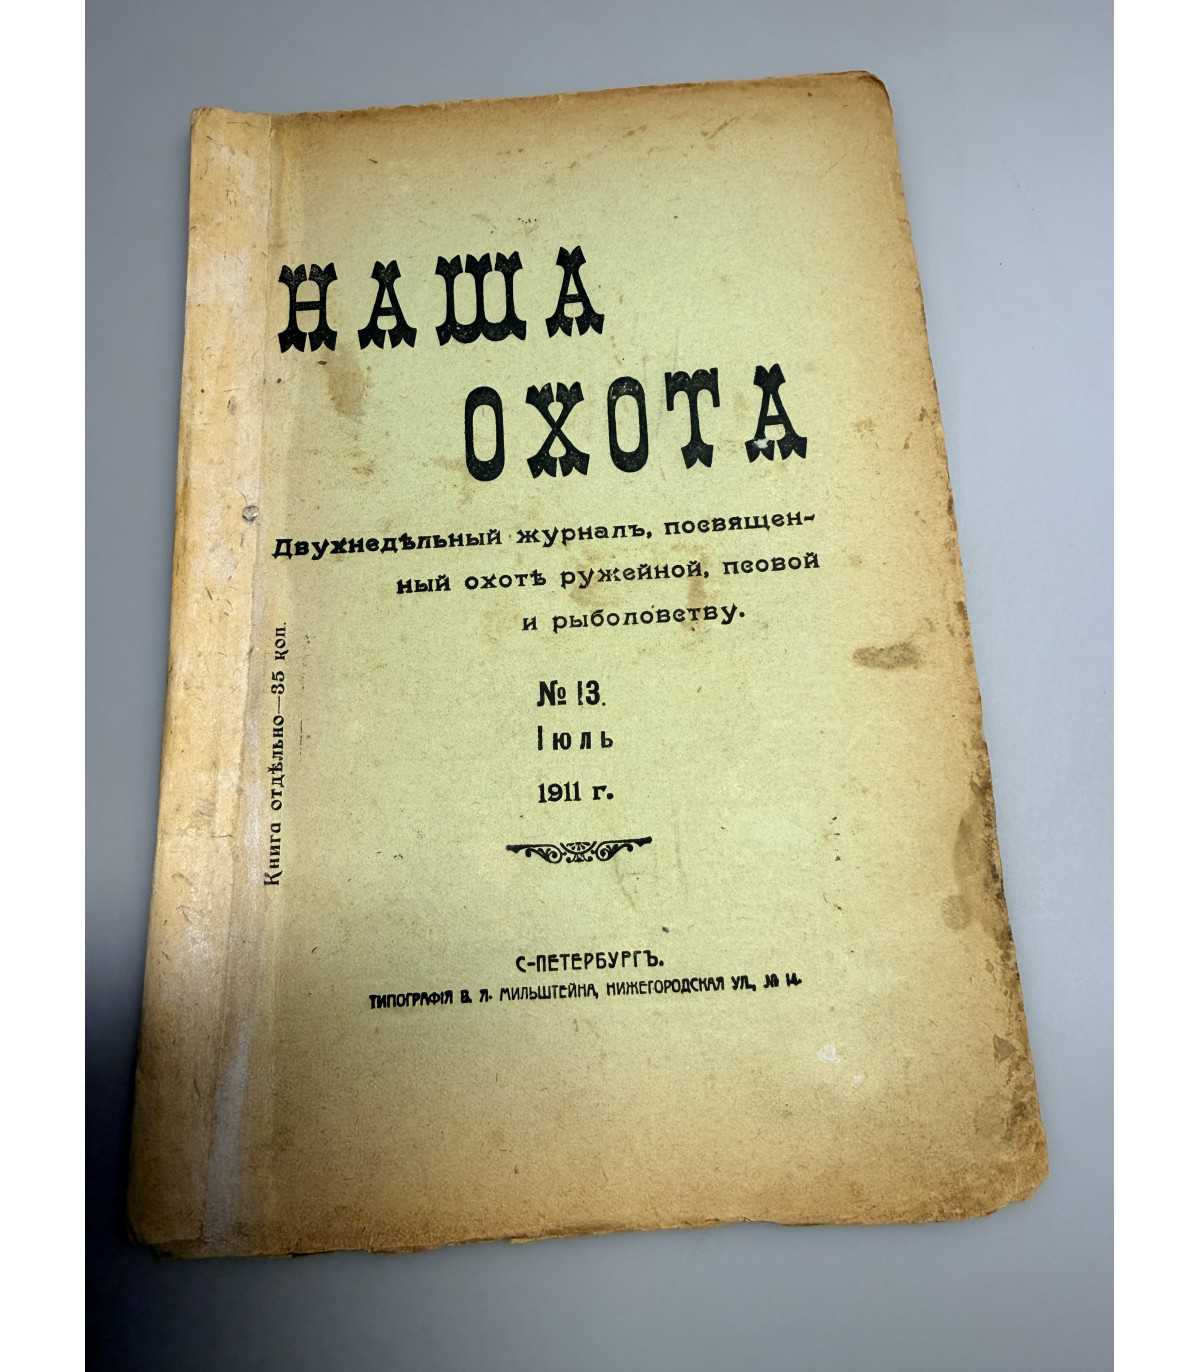 НАША
ОХОТА
Двухнедѣльный журналъ, посвящен-
ный охотѣ ружейной, псовой
и рыболовству.
№ 13.
Іюль
1911 г.
Книга отдѣльно—35 коп.
С-ПЕТЕРБУРГЪ.
ТИПОГРАФІЯ В. Я. МИЛЬШТЕЙНА, НИЖЕГОРОДСКАЯ УЛ., № 14.